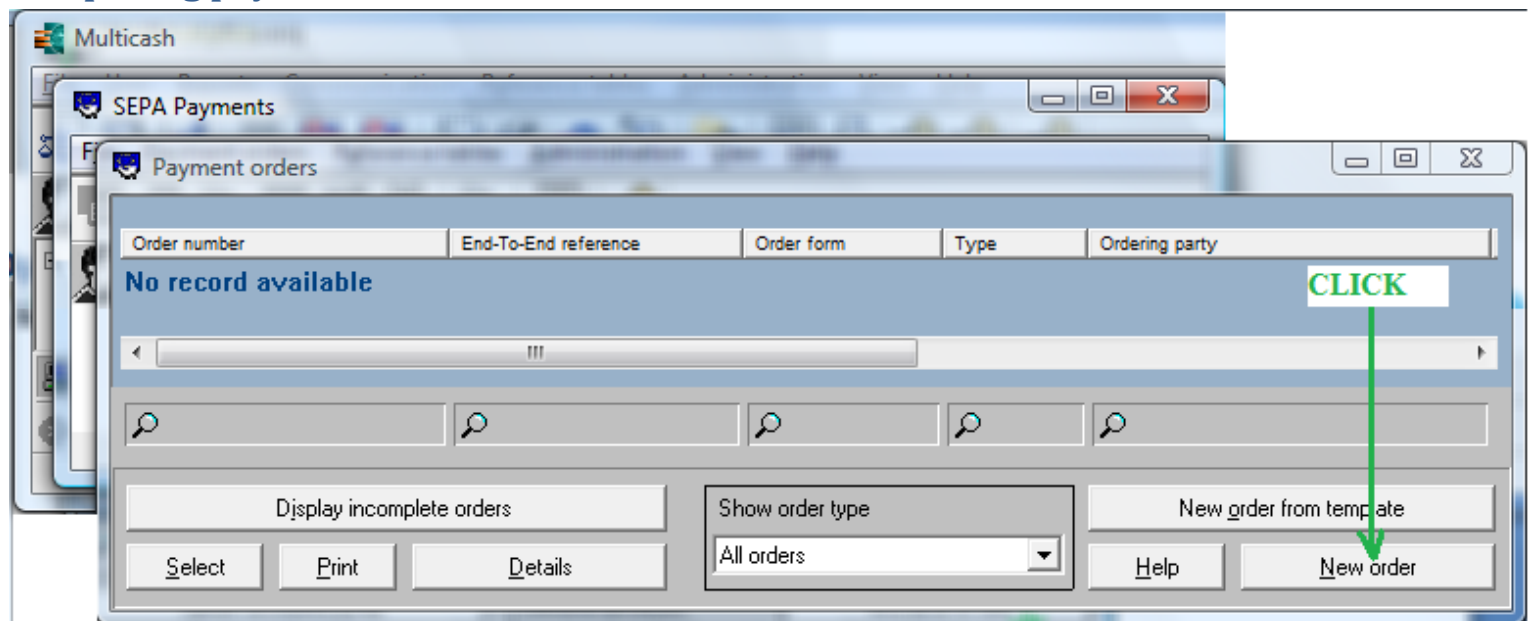 Multicash
SEPA Payments
Payment orders
Order number End-To-End reference Order form Type Ordering party
No record available
CLICK
Display incomplete orders
Show order type
New order from template
Select Print Details
All orders
Help New order